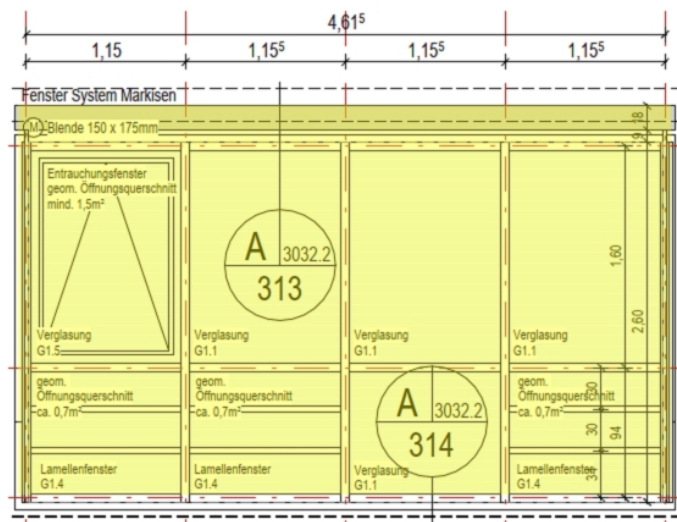 4,61⁵
1,15
1,15⁵
1,15⁵
1,15⁵
Fenster System Markisen
M
Blende 150 x 175mm
18
9
Entrauchungsfenster
geom. Öffnungsquerschnitt
mind. 1,5m²
A
3032.2
313
1,60
2,60
Verglasung
G1.5
Verglasung
G1.1
Verglasung
G1.1
Verglasung
G1.1
geom.
Öffnungsquerschnitt
ca. 0,7m²
geom.
Öffnungsquerschnitt
ca. 0,7m²
A
3032.2
314
geom.
Öffnungsquerschnitt
ca. 0,7m²
30
30
94
Lamellenfenster
G1.4
Lamellenfenster
G1.4
Verglasung
G1.1
Lamellenfenster
G1.4